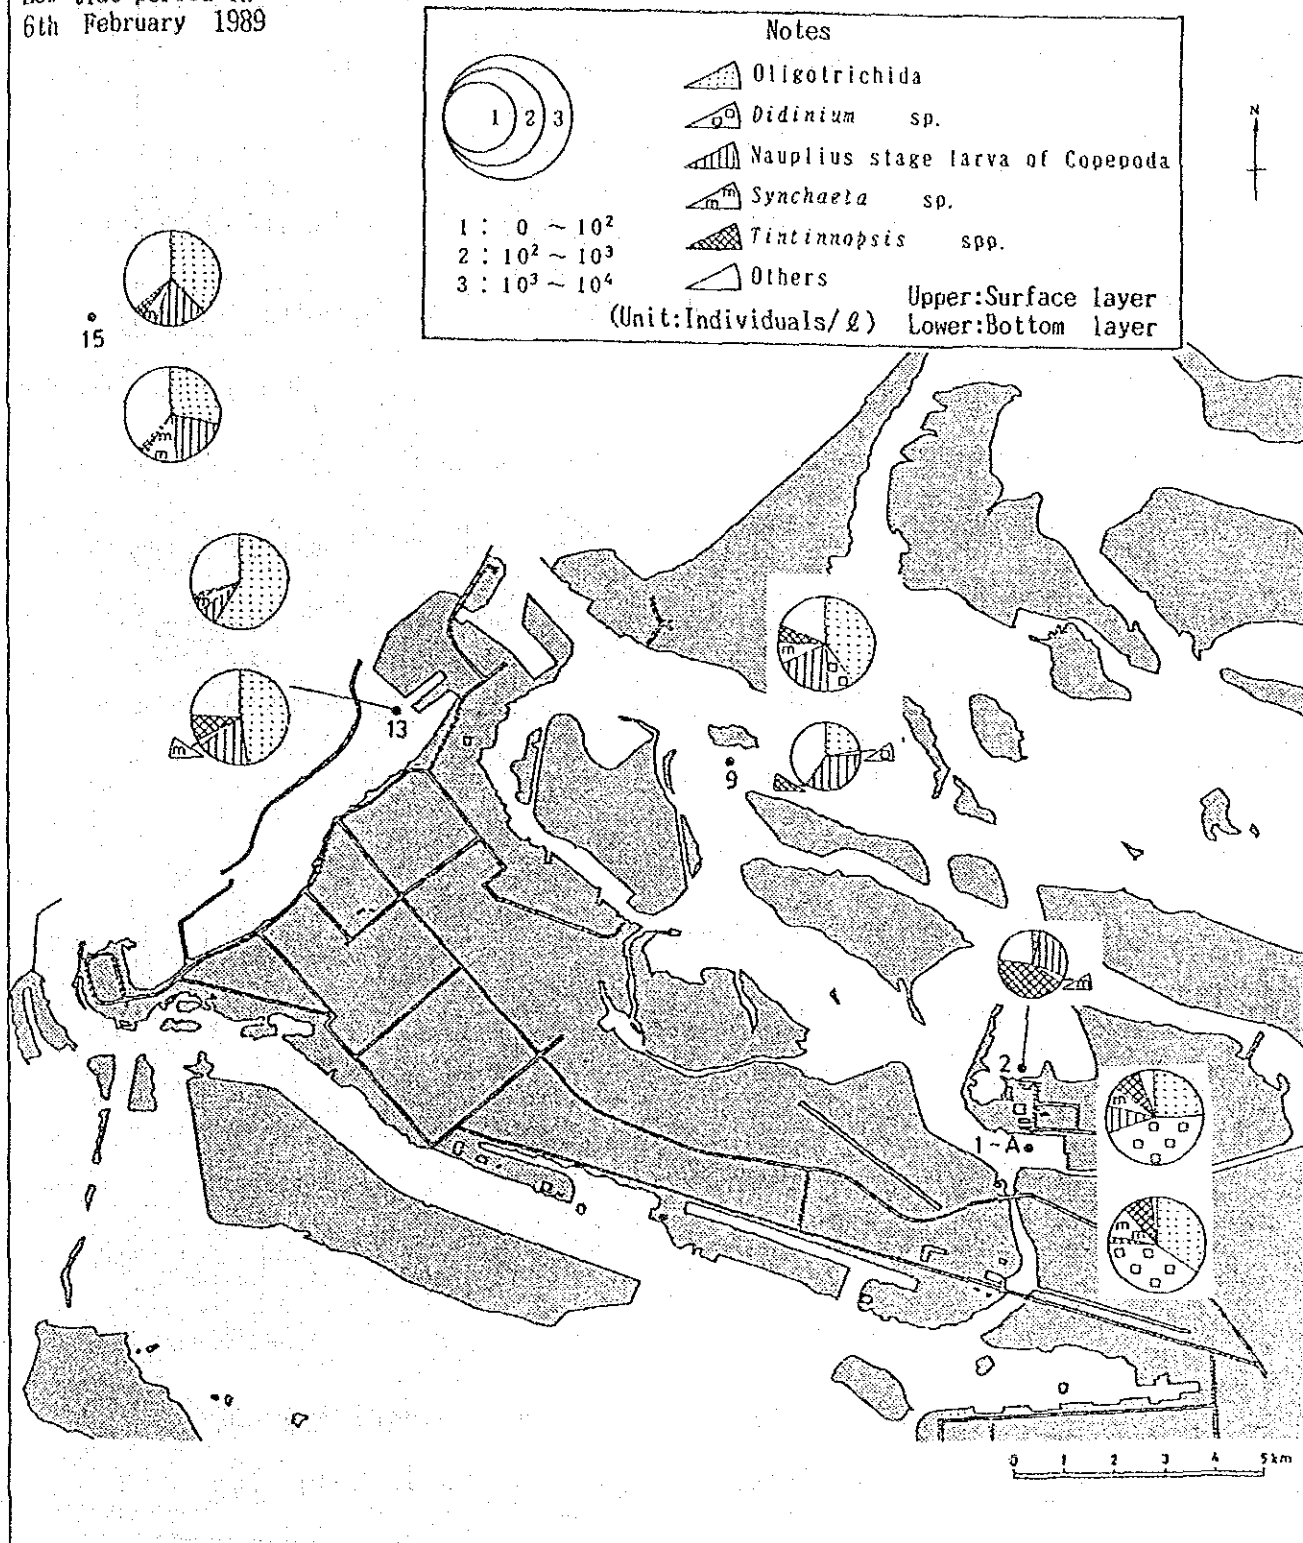 6th February 1989
Notes
1 2 3
Oligotrichida
Didinium sp.
Nauplius stage larva of Copepoda
Synchaeta sp.
Tintinnopsis spp.
Others
1 : 0 ~ 10²
2 : 10² ~ 10³
3 : 10³ ~ 10⁴
(Unit:Individuals/ℓ)
Upper:Surface layer
Lower:Bottom layer
N
15
13
9
2
1-A
0 1 2 3 4 5km